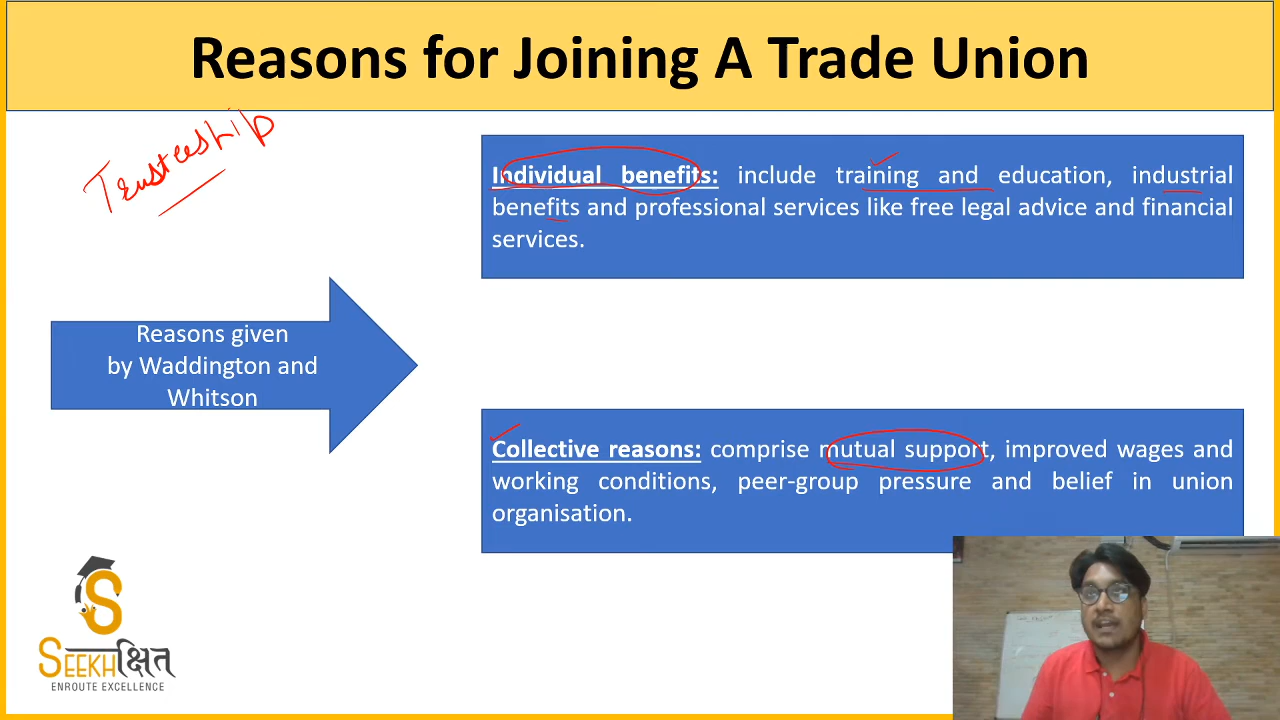 Reasons for Joining A Trade Union
Trusteeship
Individual benefits: include training and education, industrial
benefits and professional services like free legal advice and financial
services.
Reasons given
by Waddington and
Whitson
Collective reasons: comprise mutual support, improved wages and
working conditions, peer-group pressure and belief in union
organisation.
S
SEEKHक्षित
ENROUTE EXCELLENCE